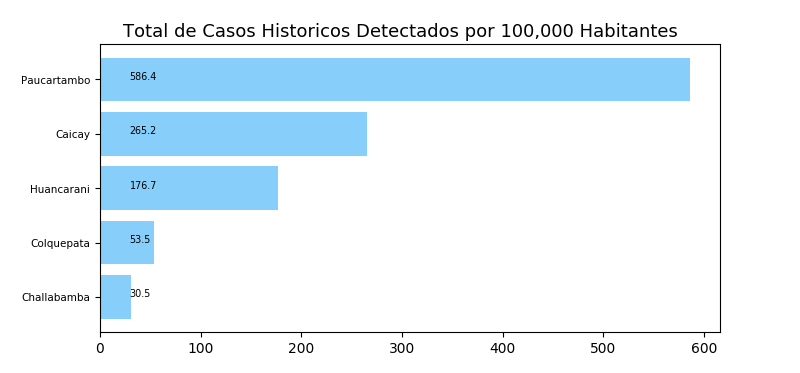 Total de Casos Historicos Detectados por 100,000 Habitantes
Paucartambo 586.4
Caicay 265.2
Huancarani 176.7
Colquepata 53.5
Challabamba 30.5
0 100 200 300 400 500 600